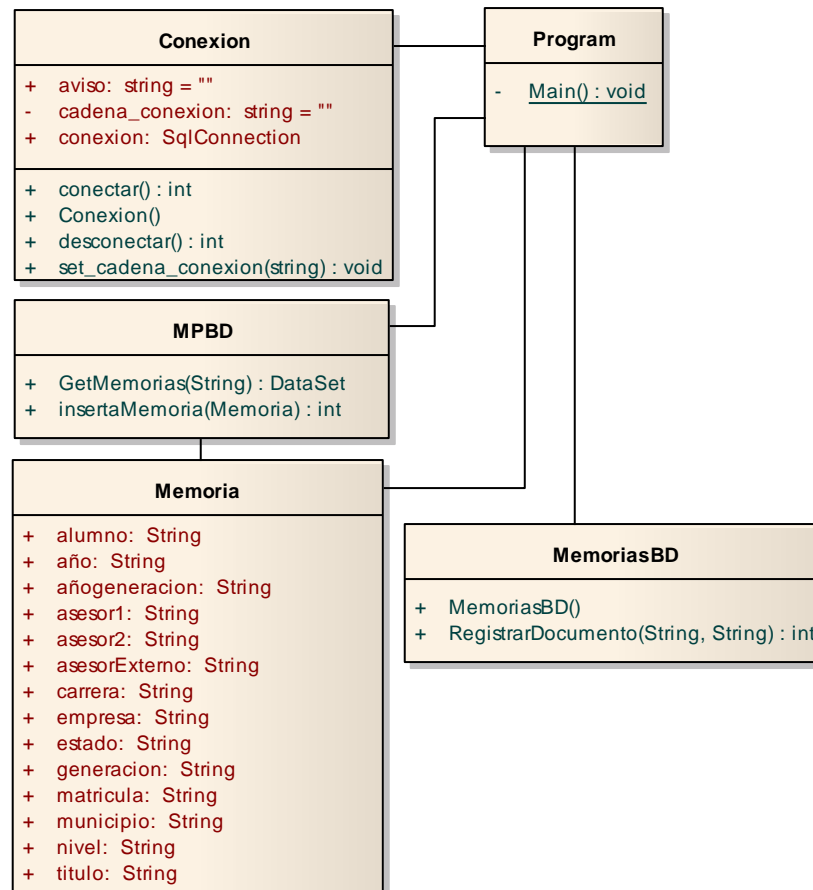 Conexion
+ aviso: string = ""
- cadena_conexion: string = ""
+ conexion: SqlConnection
+ conectar() : int
+ Conexion()
+ desconectar() : int
+ set_cadena_conexion(string) : void
Program
- Main() : void
MPBD
+ GetMemorias(String) : DataSet
+ insertaMemoria(Memoria) : int
Memoria
+ alumno: String
+ año: String
+ añogeneracion: String
+ asesor1: String
+ asesor2: String
+ asesorExterno: String
+ carrera: String
+ empresa: String
+ estado: String
+ generacion: String
+ matricula: String
+ municipio: String
+ nivel: String
+ titulo: String
MemoriasBD
+ MemoriasBD()
+ RegistrarDocumento(String, String) : int